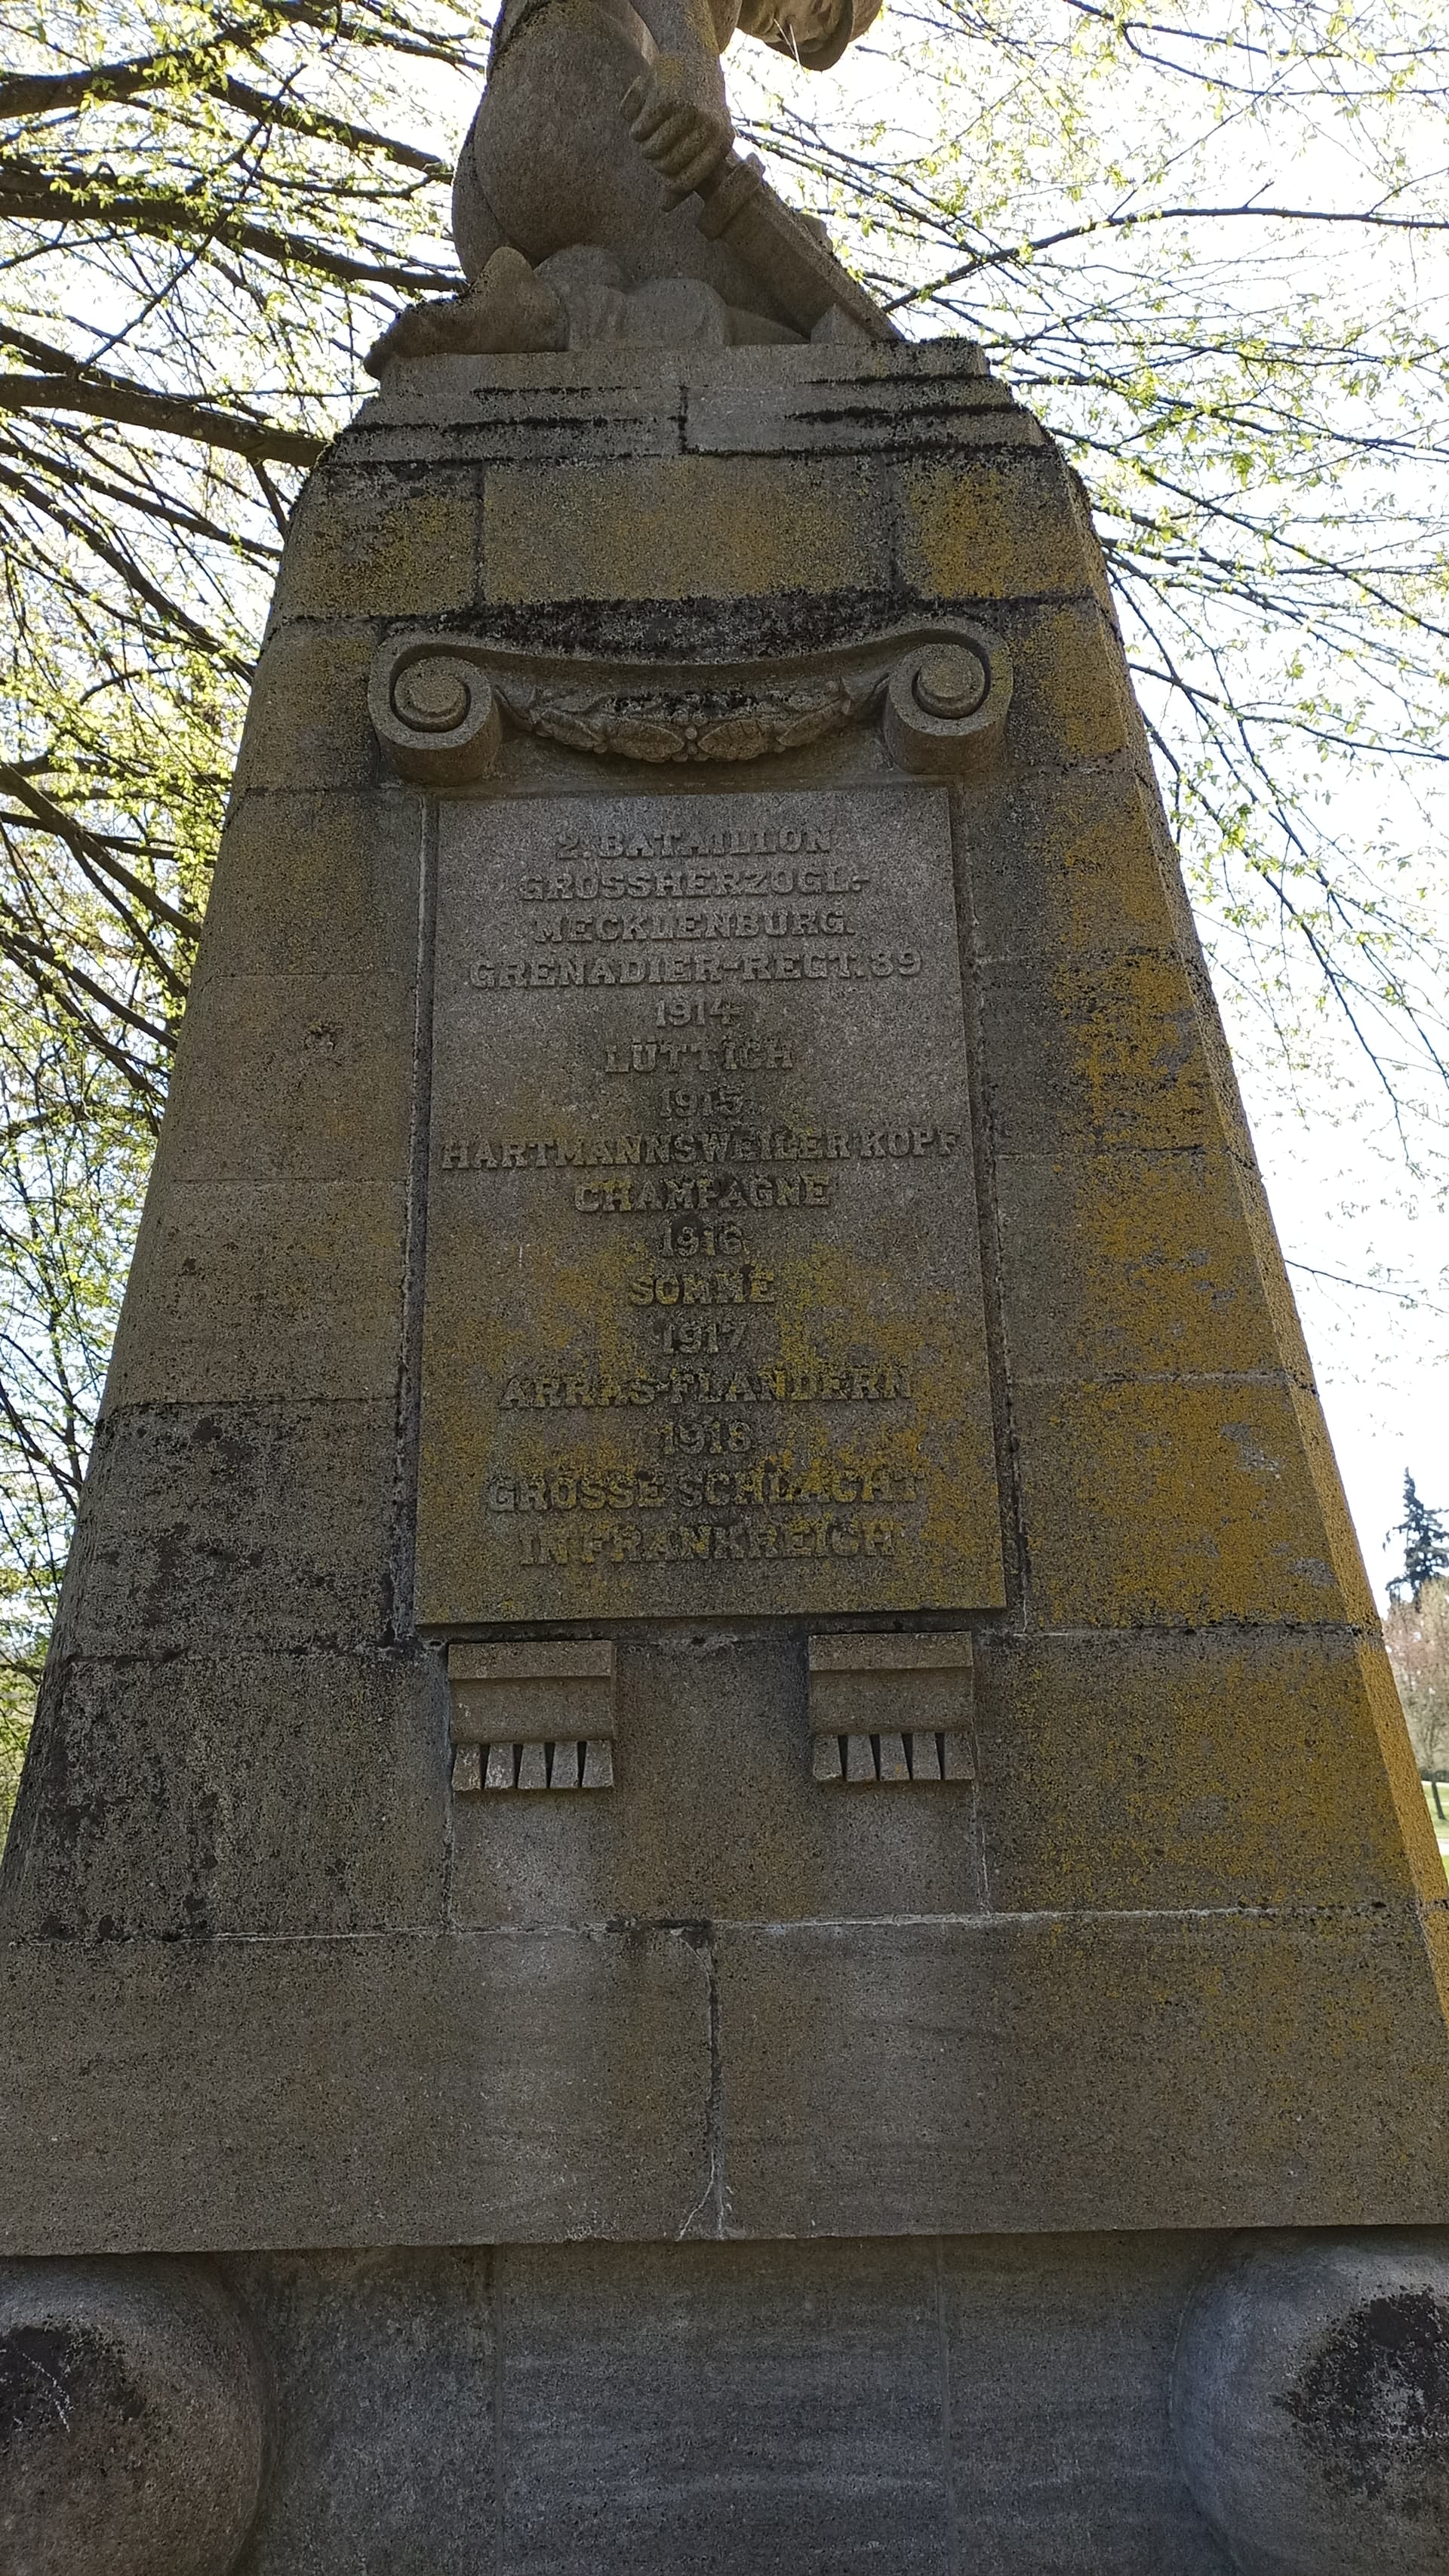 2. BATAILLON
GROSSHERZOGL.-
MECKLENBURG.
GRENADIER-REGT. 89
1914
LÜTTICH
1915
HARTMANNSWEILER KOPF
CHAMPAGNE
1916
SOMME
1917
ARRAS-FLANDERN
1918
GROSSE SCHLACHT
IN FRANKREICH